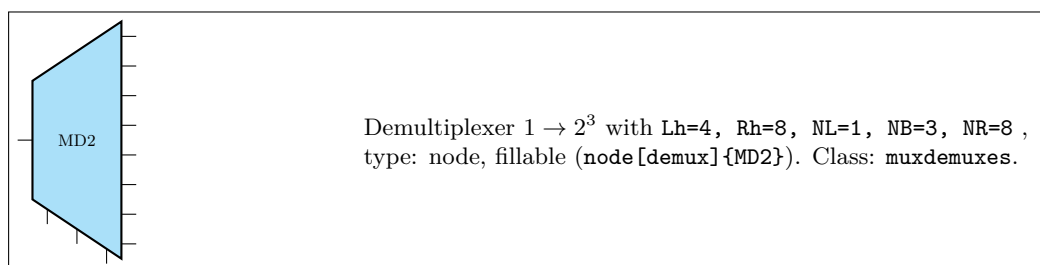 MD2
Demultiplexer 1 → 2³ with Lh=4, Rh=8, NL=1, NB=3, NR=8 ,
type: node, fillable (node[demux]{MD2}). Class: muxdemuxes.